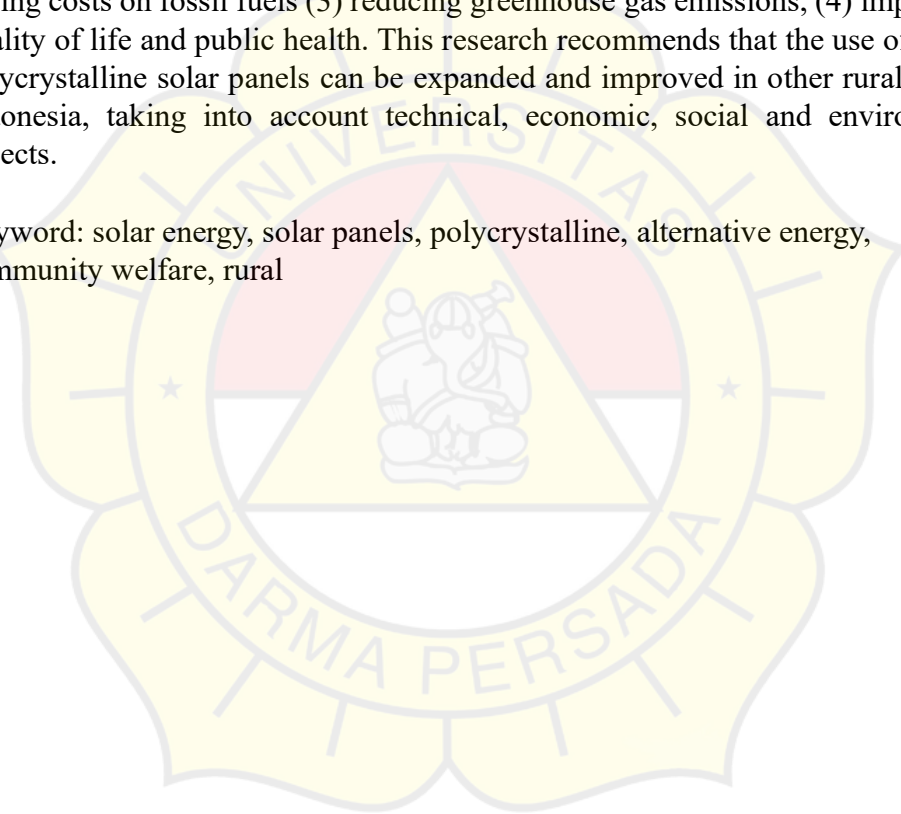 ing costs on fossil fuels (3) reducing greenhouse gas emissions, (4) imp
ality of life and public health. This research recommends that the use o
ycrystalline solar panels can be expanded and improved in other rural
onesia, taking into account technical, economic, social and enviro
ects.
yword: solar energy, solar panels, polycrystalline, alternative energy,
mmunity welfare, rural
UNIVERSITAS
DARMA PERSADA